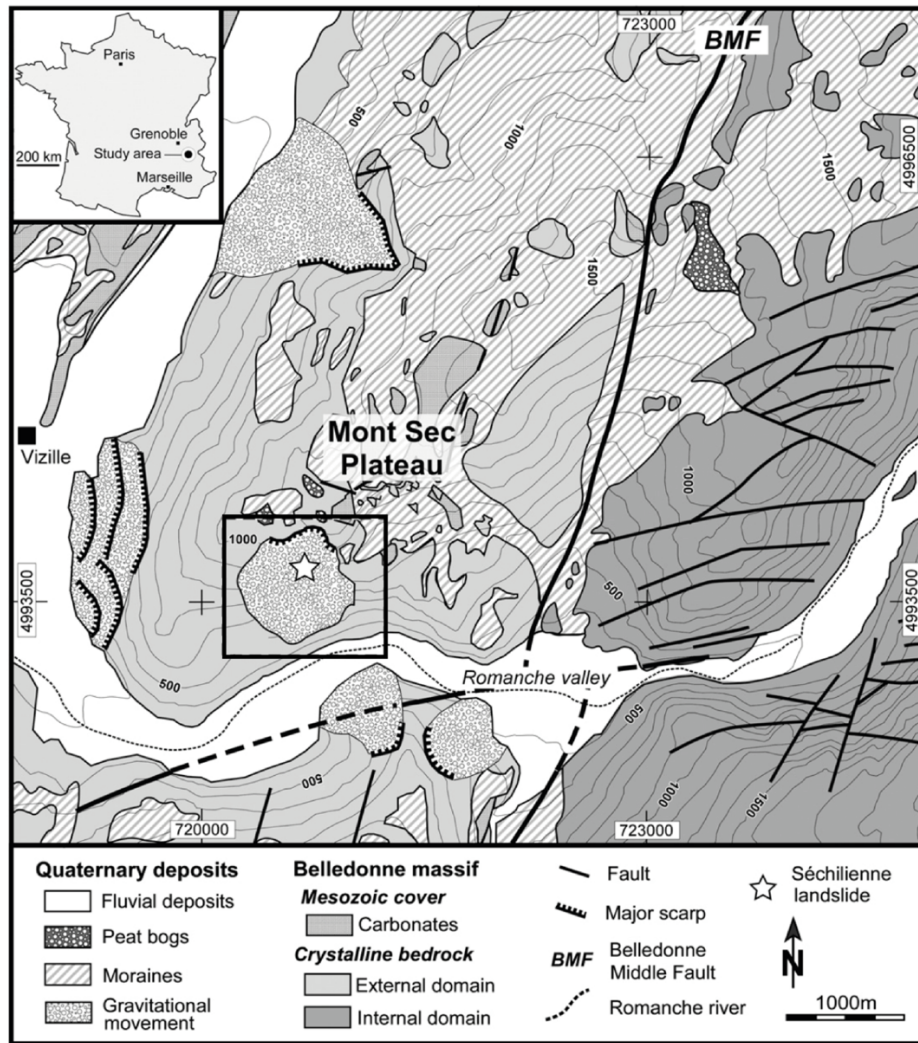 Paris
Grenoble
Study area
Marseille
200 km
723000
BMF
4996500
500
1000
1500
1500
Mont Sec
Plateau
Vizille
1000
1000
500
4993500
4993500
500
Romanche valley
500
500
1000
1500
720000
723000
Quaternary deposits
Fluvial deposits
Peat bogs
Moraines
Gravitational
movement
Belledonne massif
Mesozoic cover
Carbonates
Crystalline bedrock
External domain
Internal domain
Fault
Major scarp
BMF
Belledonne
Middle Fault
Romanche river
Séchilienne
landslide
N
1000m